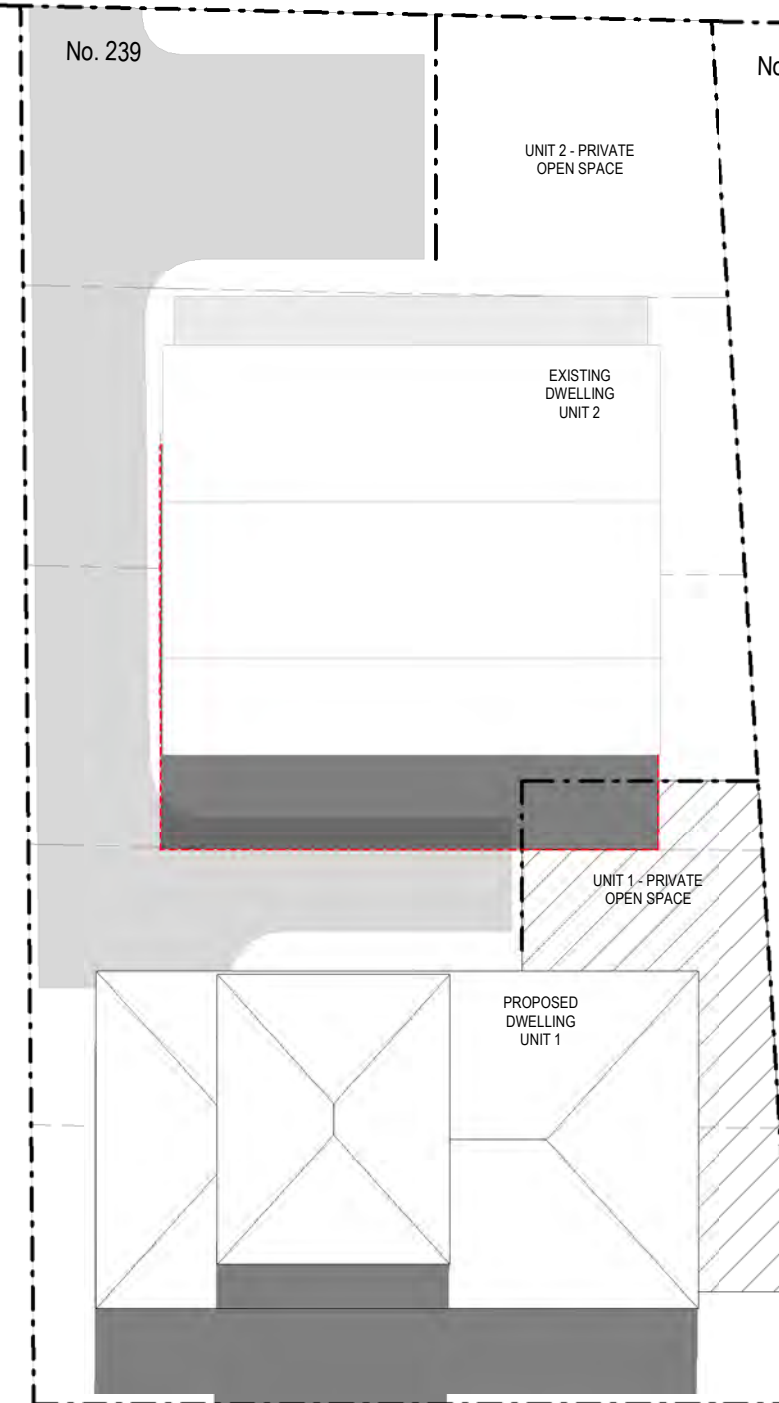 No. 239
No
UNIT 2 - PRIVATE
OPEN SPACE
EXISTING
DWELLING
UNIT 2
UNIT 1 - PRIVATE
OPEN SPACE
PROPOSED
DWELLING
UNIT 1